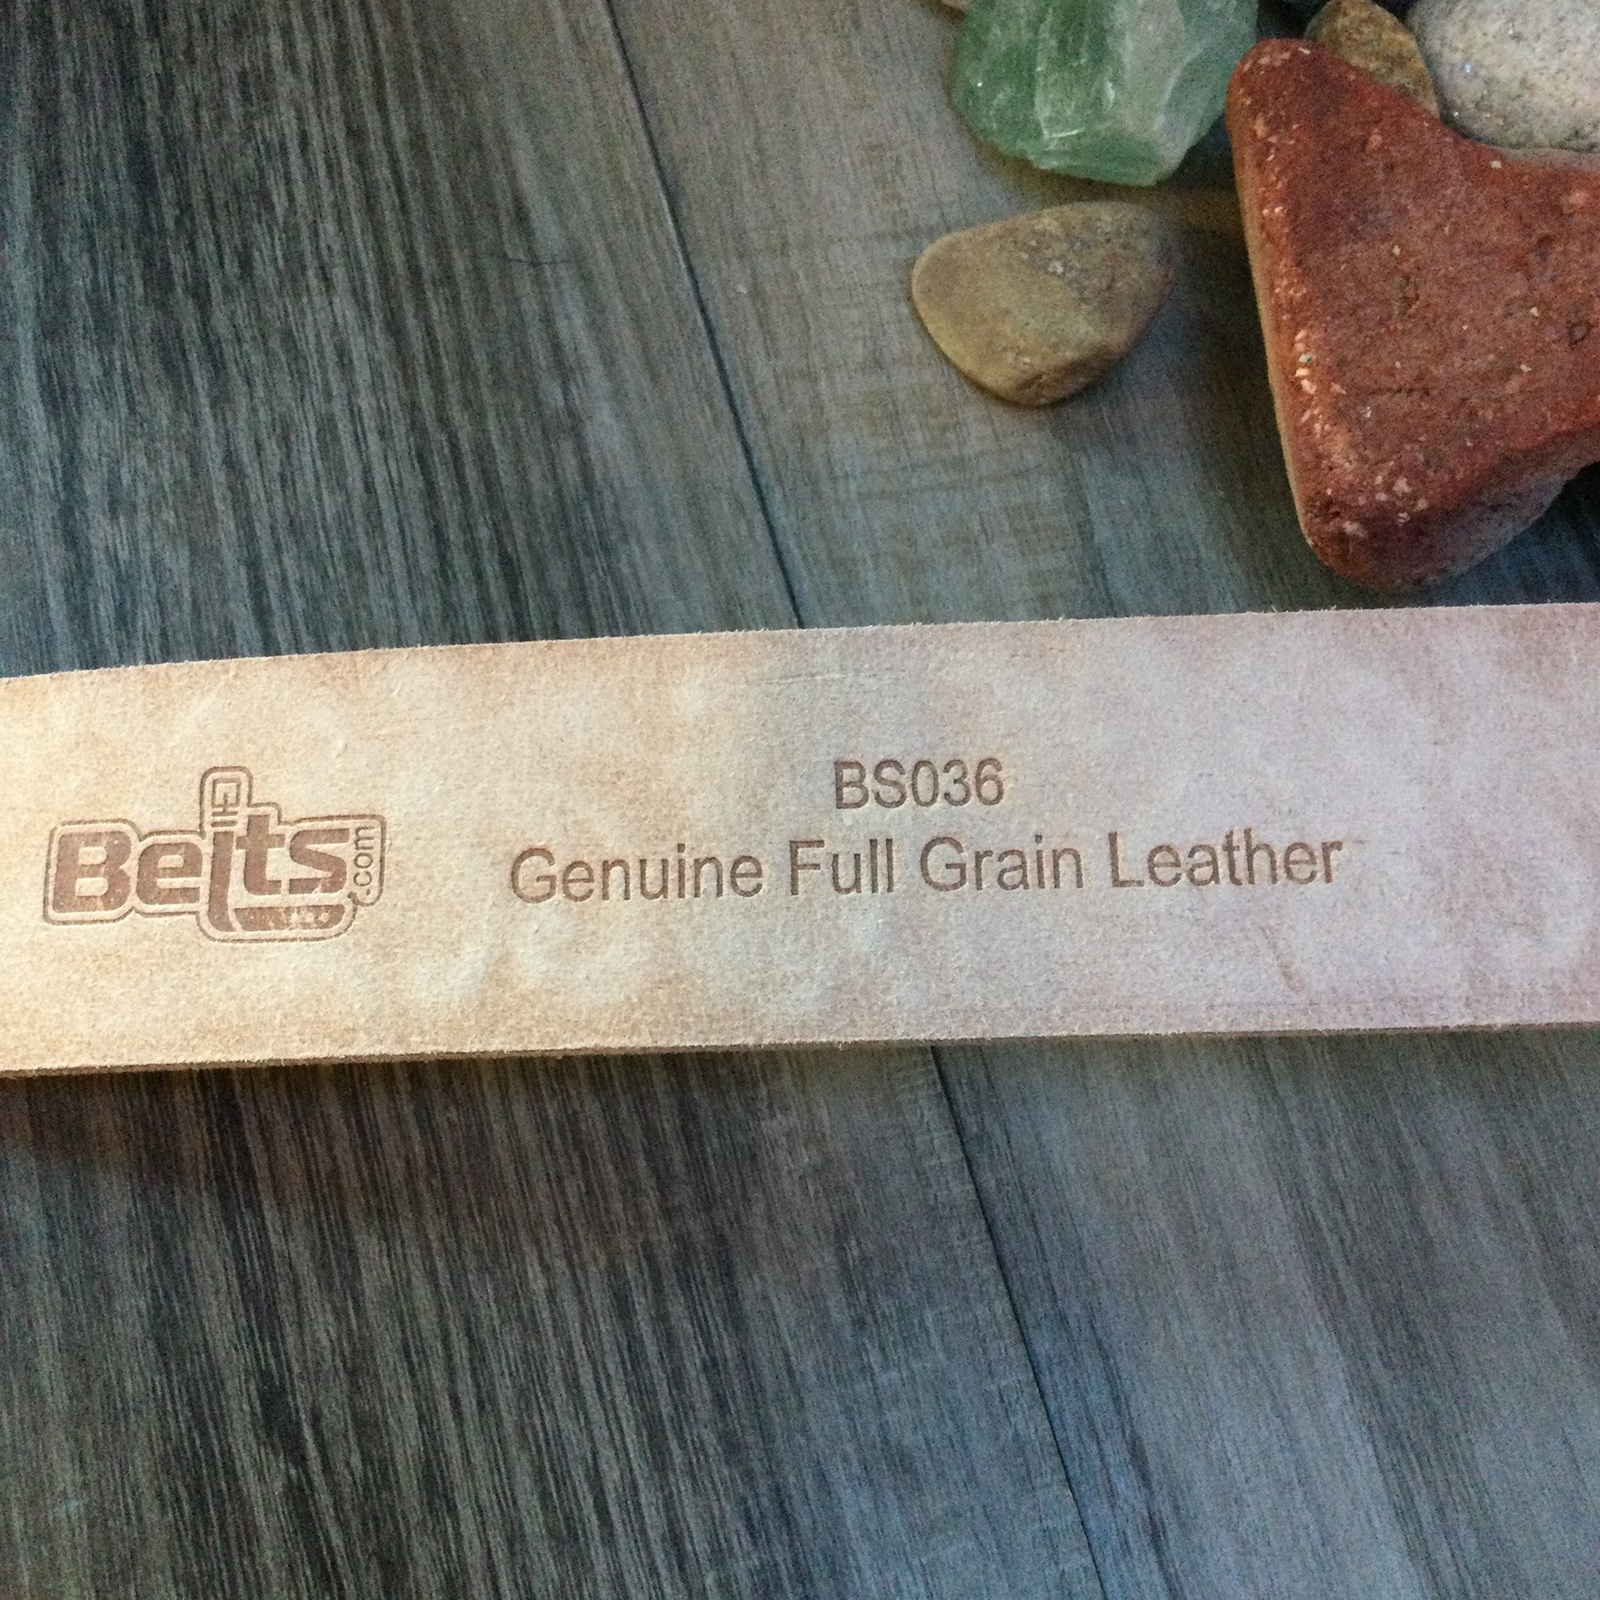 Belts.com
BS036
Genuine Full Grain Leather